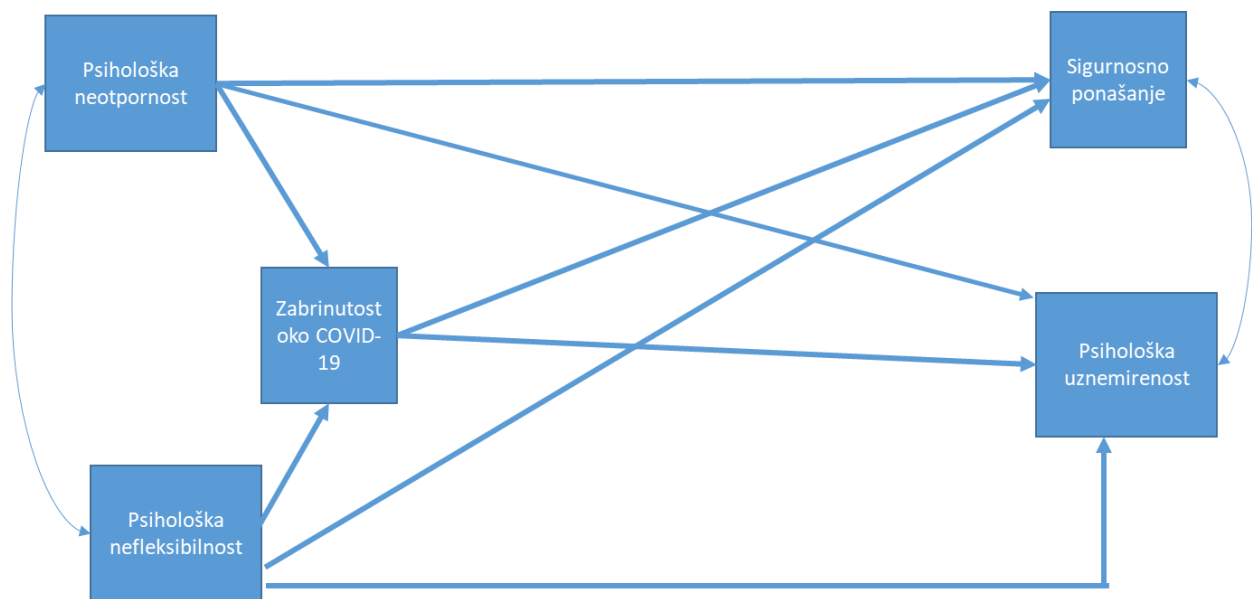 Psihološka
neotpornost
Sigurnosno
ponašanje
Zabrinutost
oko COVID-
19
Psihološka
uznemirenost
Psihološka
nefleksibilnost